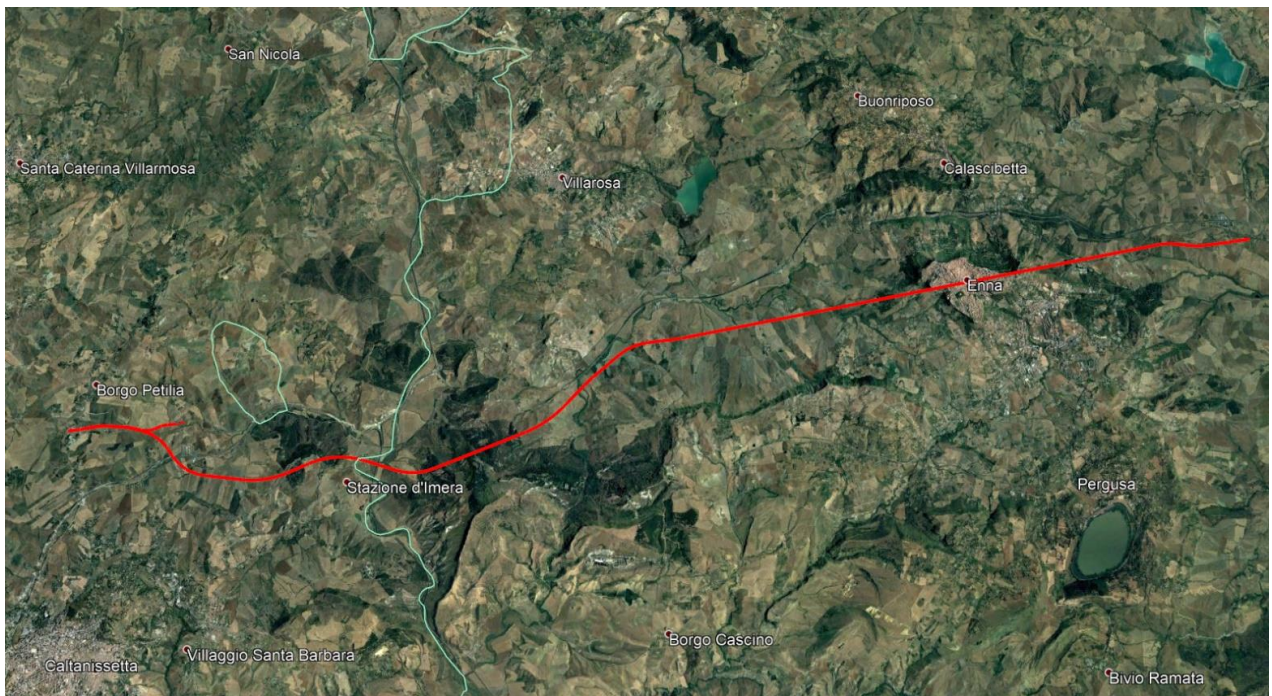 San Nicola
Buonriposo
Santa Caterina Villarmosa
Calascibetta
Villarosa
Enna
Borgo Petilia
Stazione d'Imera
Pergusa
Borgo Cascino
Villaggio Santa Barbara
Caltanissetta
Bivio Ramata